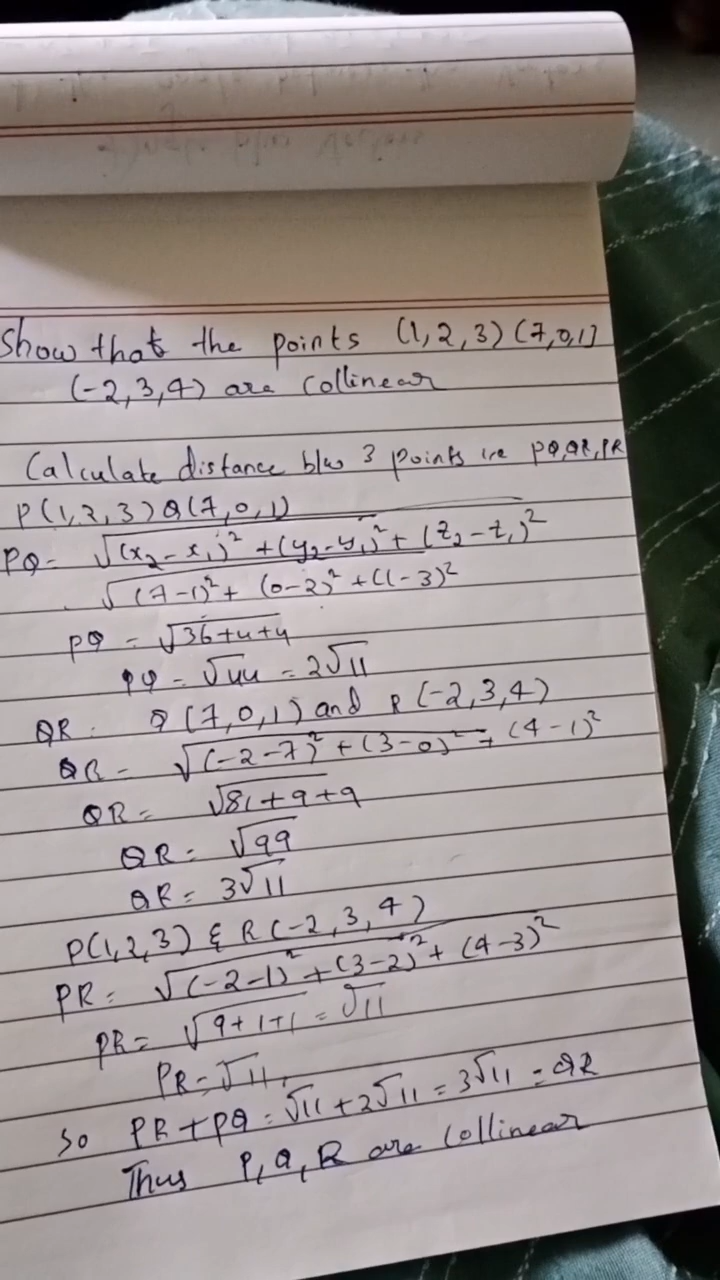 Show that the points (1,2,3) (7,0,1)
(-2,3,4) are collinear
Calculate distance b/w 3 points i.e PQ,QR,PR
P(1,2,3) Q(7,0,1)
PQ = √(x₂-x₁)² + (y₂-y₁)² + (z₂-z₁)²
√(7-1)² + (0-2)² + (1-3)²
PQ = √36+4+4
PQ = √44 = 2√11
QR: Q(7,0,1) and R(-2,3,4)
QR = √(-2-7)² + (3-0)² + (4-1)²
QR = √81+9+9
QR = √99
QR = 3√11
P(1,2,3) & R(-2,3,4)
PR = √(-2-1)² + (3-2)² + (4-3)²
PR = √9+1+1 = √11
PR = √11,
So PR+PQ = √11+2√11 = 3√11 = QR
Thus P,Q,R are collinear